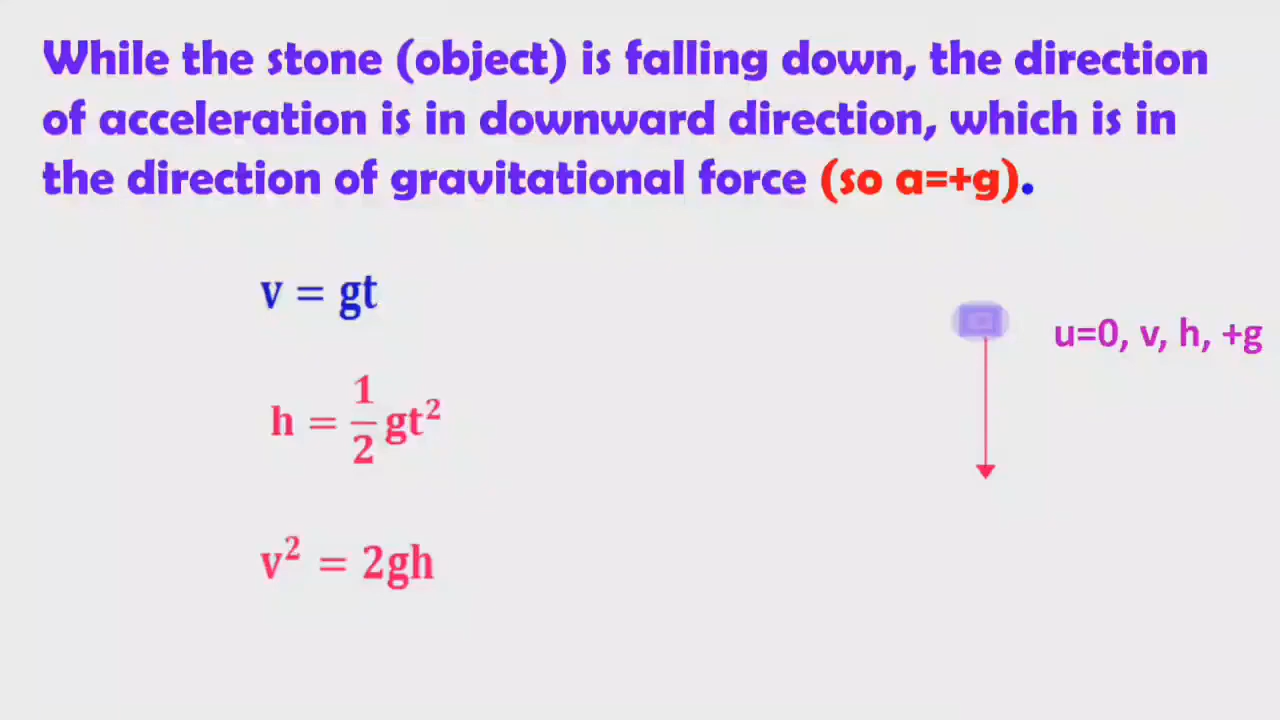 While the stone (object) is falling down, the direction
of acceleration is in downward direction, which is in
the direction of gravitational force (so a=+g).
v = gt
u=0, v, h, +g
h = 1/2 gt²
v² = 2gh